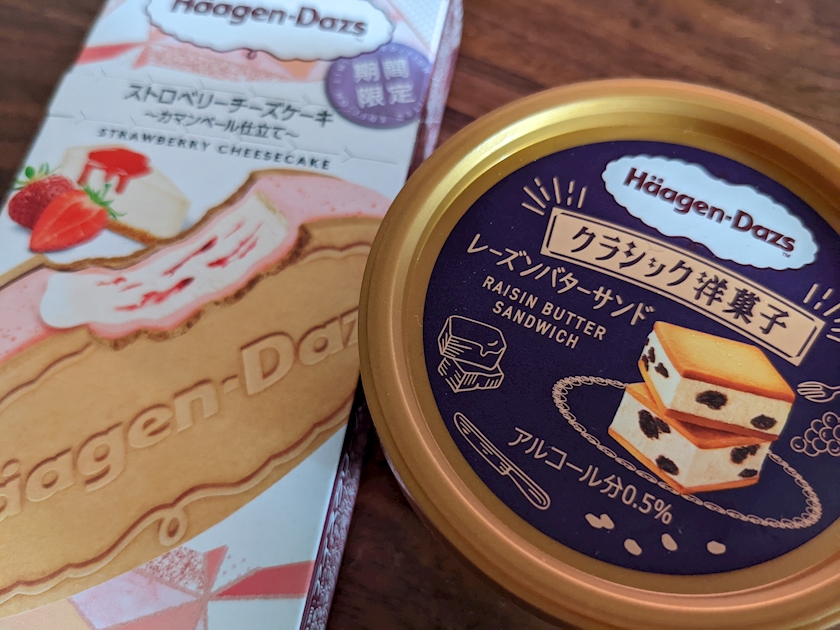 Häagen-Dazs
期間
限定
ストロベリーチーズケーキ
～カマンベール仕立て～
STRAWBERRY CHEESECAKE
Häagen-Dazs™
クラシック洋菓子
レーズンバターサンド
RAISIN BUTTER
SANDWICH
アルコール分0.5%